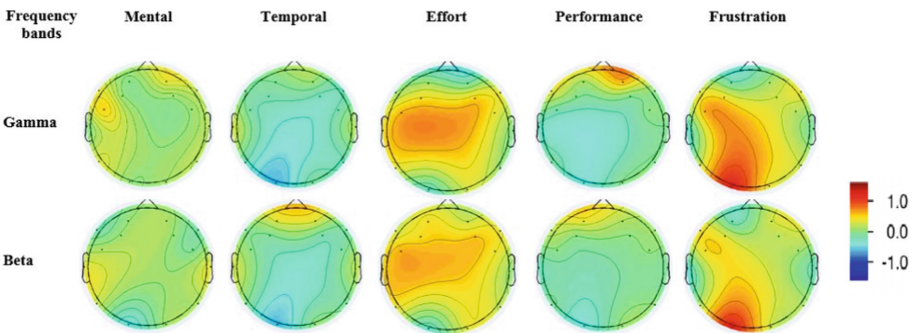 Frequency bands Mental Temporal Effort Performance Frustration
Gamma
1.0
0.0
Beta
-1.0